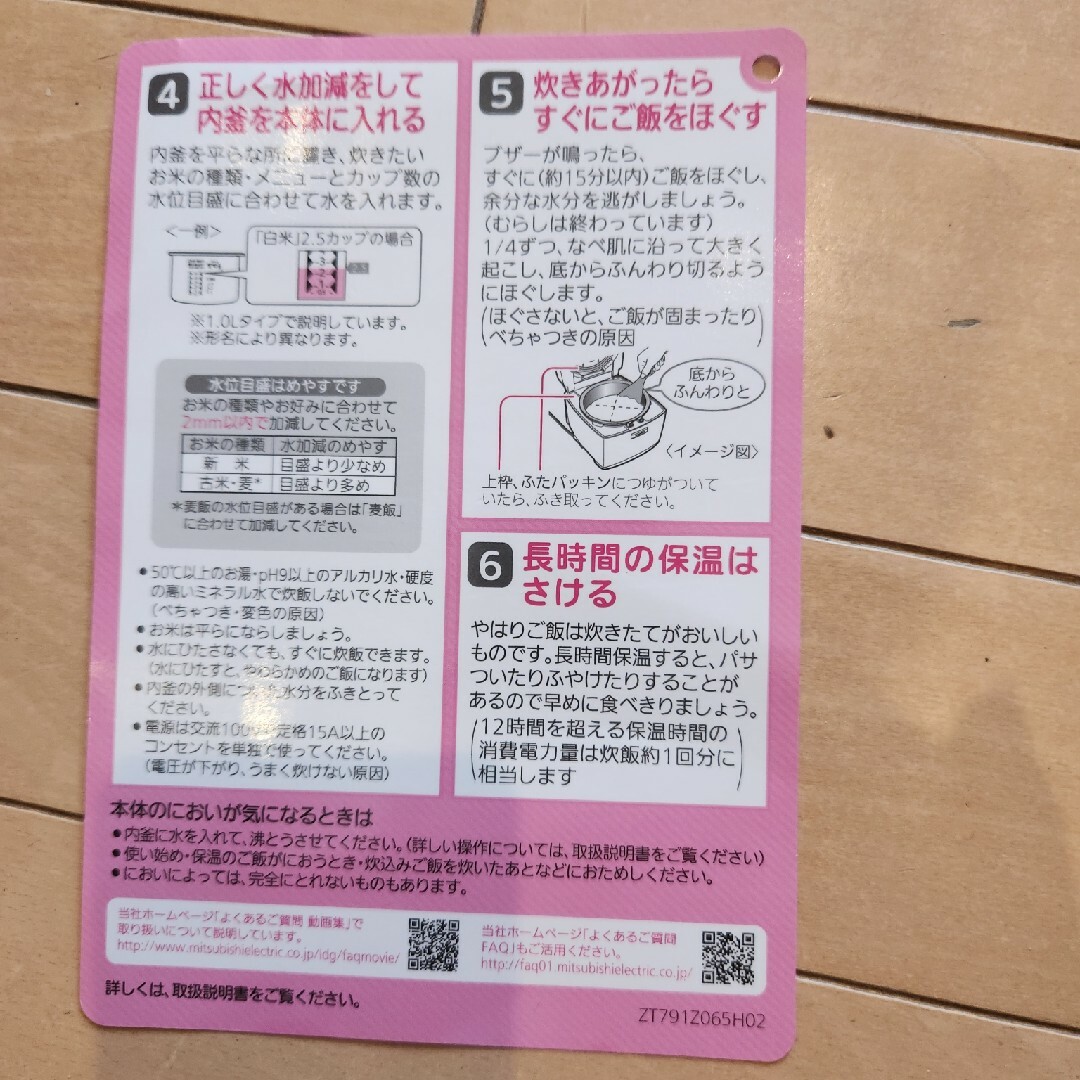 4 正しく水加減をして
内釜を本体に入れる
内釜を平らな所に置き、炊きたい
お米の種類・メニューとカップ数の
水位目盛に合わせて水を入れます。
<一例>
「白米」2.5カップの場合
※1.0Lタイプで説明しています。
※形名により異なります。
水位目盛はめやすです
お米の種類やお好みに合わせて
2mm以内で加減してください。
お米の種類 水加減のめやす
新 米 目盛より少なめ
古米・麦* 目盛より多め
*麦飯の水位目盛がある場合は「麦飯」
に合わせて加減してください。
•50℃以上のお湯・pH9以上のアルカリ水・硬度
の高いミネラル水で炊飯しないでください。
(べちゃつき・変色の原因)
•お米は平らにならしましょう。
•水にひたさなくても、すぐに炊飯できます。
(水にひたすと、やわらかめのご飯になります)
•内釜の外側に 水分をふきとって
ください。
•電源は交流100 定格15A以上の
コンセントを単独で使ってください。
(電圧が下がり、うまく炊けない原因)
5 炊きあがったら
すぐにご飯をほぐす
ブザーが鳴ったら、
すぐに(約15分以内)ご飯をほぐし、
余分な水分を逃がしましょう。
(むらしは終わっています)
1/4ずつ、なべ肌に沿って大きく
起こし、底からふんわり切るよう
にほぐします。
(ほぐさないと、ご飯が固まったり
べちゃつきの原因)
底から
ふんわりと
<イメージ図>
上枠、ふたパッキンにつゆがついて
いたら、ふき取ってください。
6 長時間の保温は
さける
やはりご飯は炊きたてがおいしい
ものです。長時間保温すると、パサ
ついたりふやけたりすることが
あるので早めに食べきりましょう。
(12時間を超える保温時間の
消費電力量は炊飯約1回分に
相当します)
本体のにおいが気になるときは
•内釜に水を入れて、沸とうさせてください。(詳しい操作については、取扱説明書をご覧ください)
•使い始め・保温のご飯がにおうとき・炊込みご飯を炊いたあとなどにおためしください。
•においによっては、完全にとれないものもあります。
当社ホームページ「よくあるご質問 動画集」で
取り扱いについて説明しています。
http://www.mitsubishielectric.co.jp/idg/faqmovie/
当社ホームページ「よくあるご質問
FAQ」もご活用ください。
http://faq01.mitsubishielectric.co.jp/
詳しくは、取扱説明書をご覧ください。
ZT791Z065H02